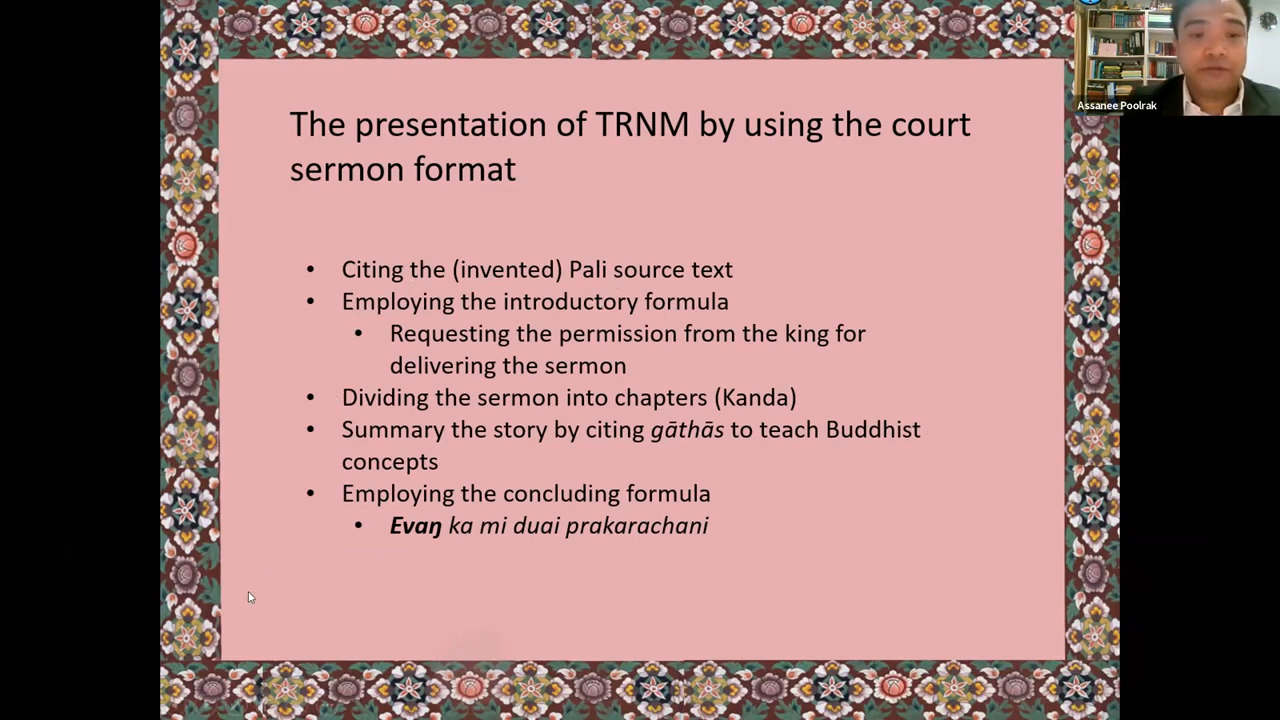 The presentation of TRNM by using the court
sermon format
• Citing the (invented) Pali source text
• Employing the introductory formula
• Requesting the permission from the king for
delivering the sermon
• Dividing the sermon into chapters (Kanda)
• Summary the story by citing gāthās to teach Buddhist
concepts
• Employing the concluding formula
• Evaŋ ka mi duai prakarachani
Assanee Poolrak